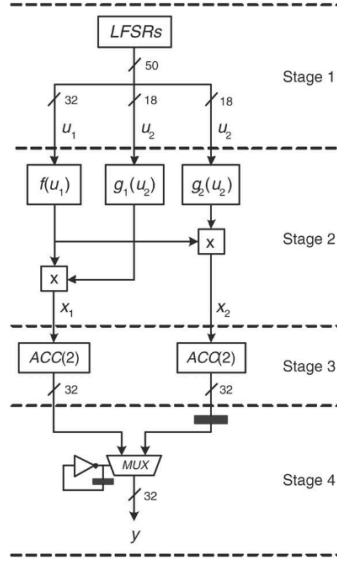 LFSRs
50
Stage 1
32
18
18
u1
u2
u2
f(u1)
g1(u2)
g2(u2)
x
Stage 2
x
x1
x2
ACC(2)
ACC(2)
Stage 3
32
32
MUX
Stage 4
32
y